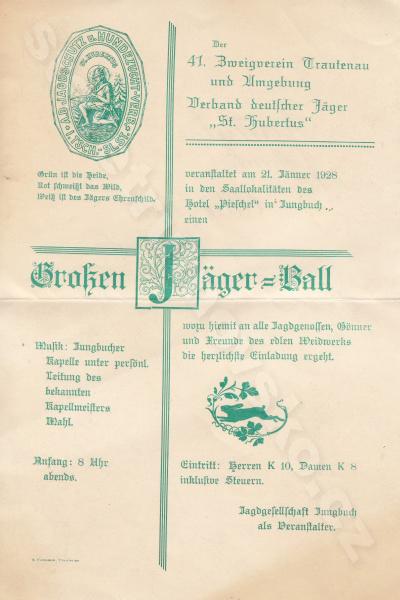 ST. HUBERTUS
Der
41. Zweigverein Trautenau
und Umgebung
Verband deutscher Jäger
„St. Hubertus“
Grün ist die Heide,
Rot schweißt das Wild,
Weiß ist des Jägers Ehrenschild.
veranstaltet am 21. Jänner 1928
in den Saallokalitäten des
Hotel „Pieschel“ in Jungbuch
einen
Großen Jäger=Ball
Musik: Jungbucher
Kapelle unter persönl.
Leitung des
bekannten
Kapellmeisters
Wahl.
Anfang: 8 Uhr
abends.
wozu hiemit an alle Jagdgenossen, Gönner
und Freunde des edlen Weidwerks
die herzlichste Einladung ergeht.
Eintritt: Herren K 10, Damen K 8
inklusive Steuern.
Jagdgesellschaft Jungbuch
als Veranstalter.